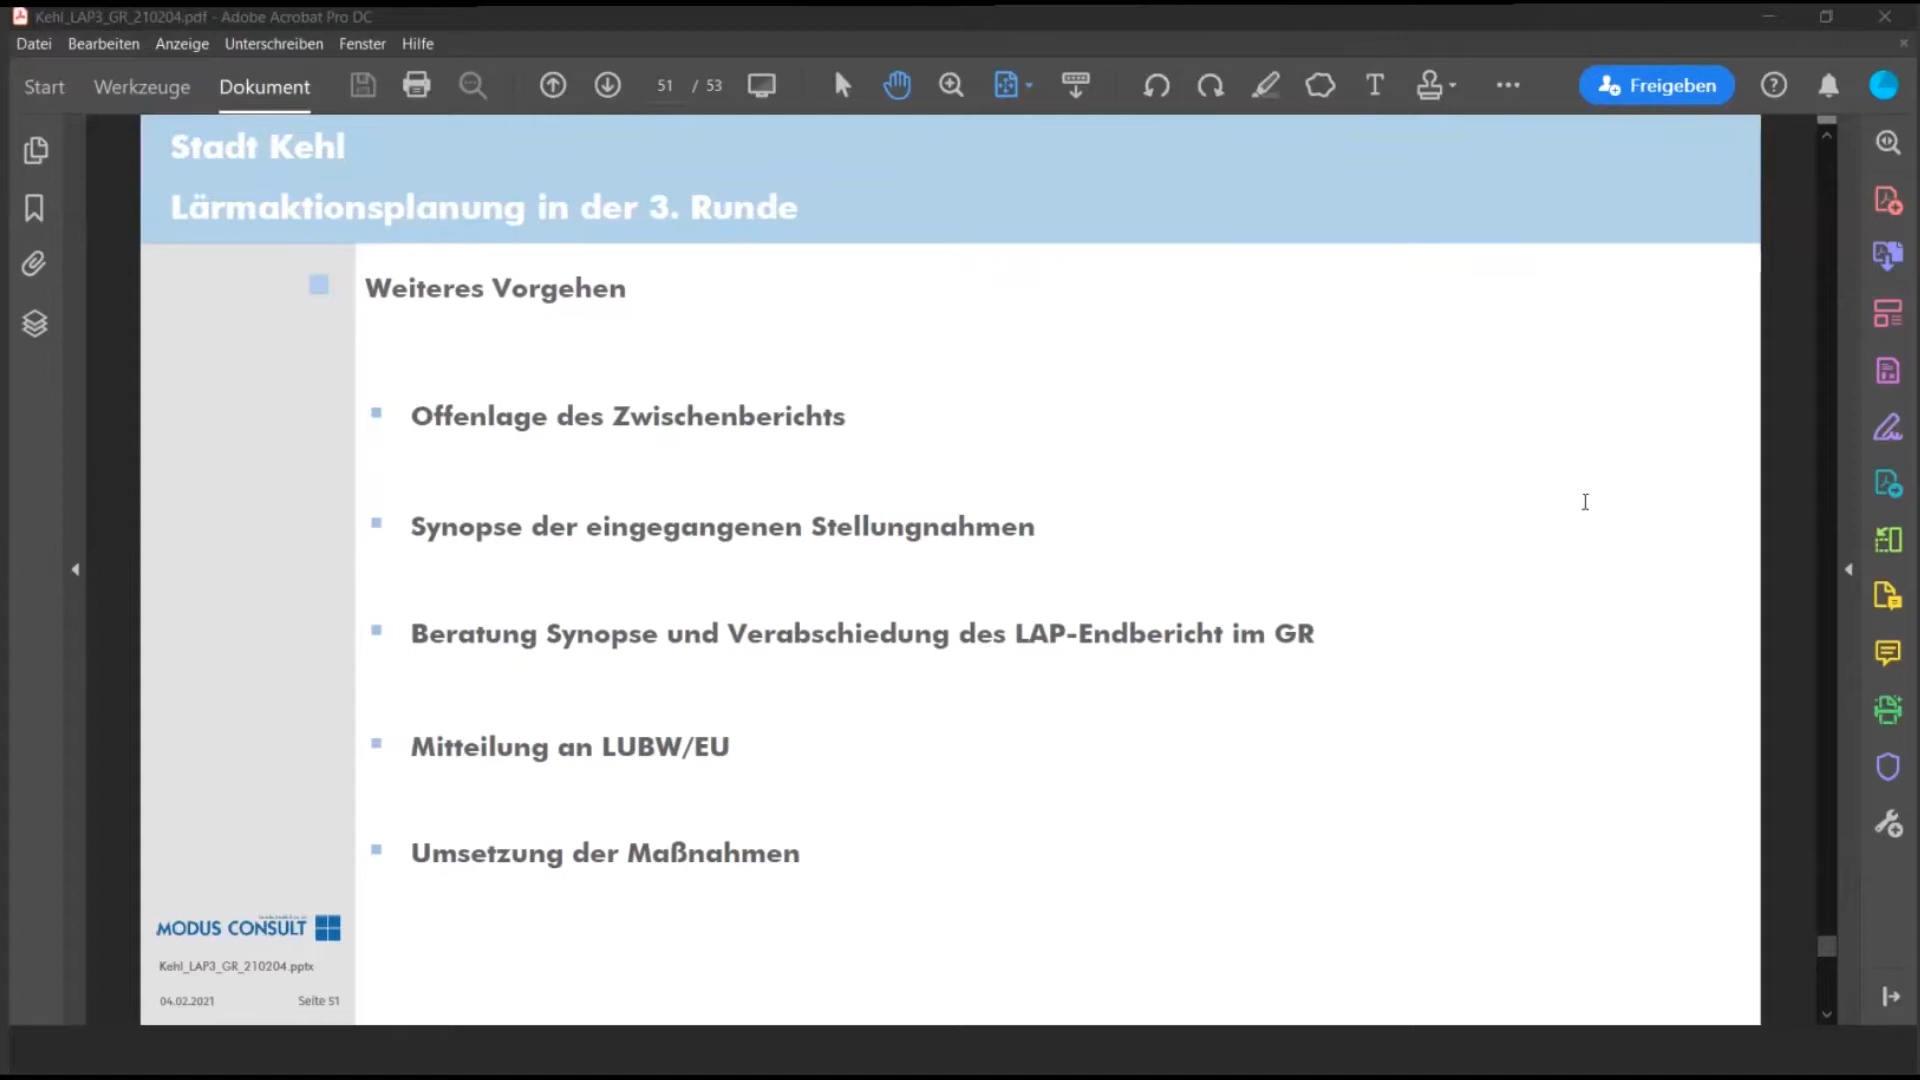 Kehl_LAP3_GR_210204.pdf - Adobe Acrobat Pro DC
Datei Bearbeiten Anzeige Unterschreiben Fenster Hilfe
Start Werkzeuge Dokument 51 / 53 Freigeben
Stadt Kehl
Lärmaktionsplanung in der 3. Runde
Weiteres Vorgehen
Offenlage des Zwischenberichts
Synopse der eingegangenen Stellungnahmen
Beratung Synopse und Verabschiedung des LAP-Endbericht im GR
Mitteilung an LUBW/EU
Umsetzung der Maßnahmen
MODUS CONSULT
Kehl_LAP3_GR_210204.pptx
04.02.2021 Seite 51